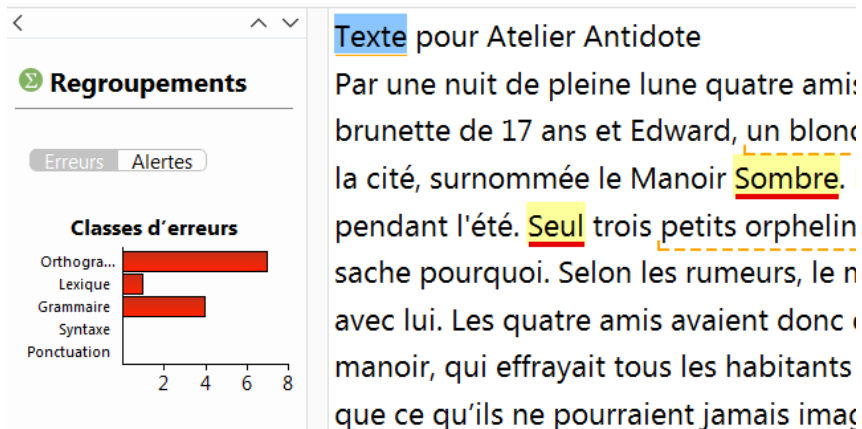 Regroupements
Erreurs Alertes
Classes d'erreurs
Orthogra...
Lexique
Grammaire
Syntaxe
Ponctuation
2 4 6 8
Texte pour Atelier Antidote
Par une nuit de pleine lune quatre amis
brunette de 17 ans et Edward, un blond
la cité, surnommée le Manoir Sombre.
pendant l'été. Seul trois petits orphelin
sache pourquoi. Selon les rumeurs, le
avec lui. Les quatre amis avaient donc
manoir, qui effrayait tous les habitants
que ce qu'ils ne pourraient jamais